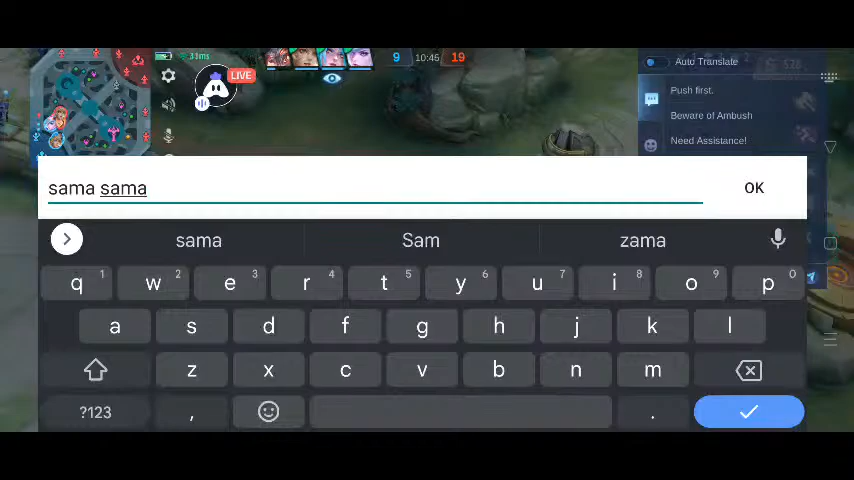 31ms
LIVE
9 10:45 19
Auto Translate
Push first.
Beware of Ambush
Need Assistance!
sama sama
OK
sama Sam zama
q 1 w 2 e 3 r 4 t 5 y 6 u 7 i 8 o 9 p 0
a s d f g h j k l
z x c v b n m
?123 , .